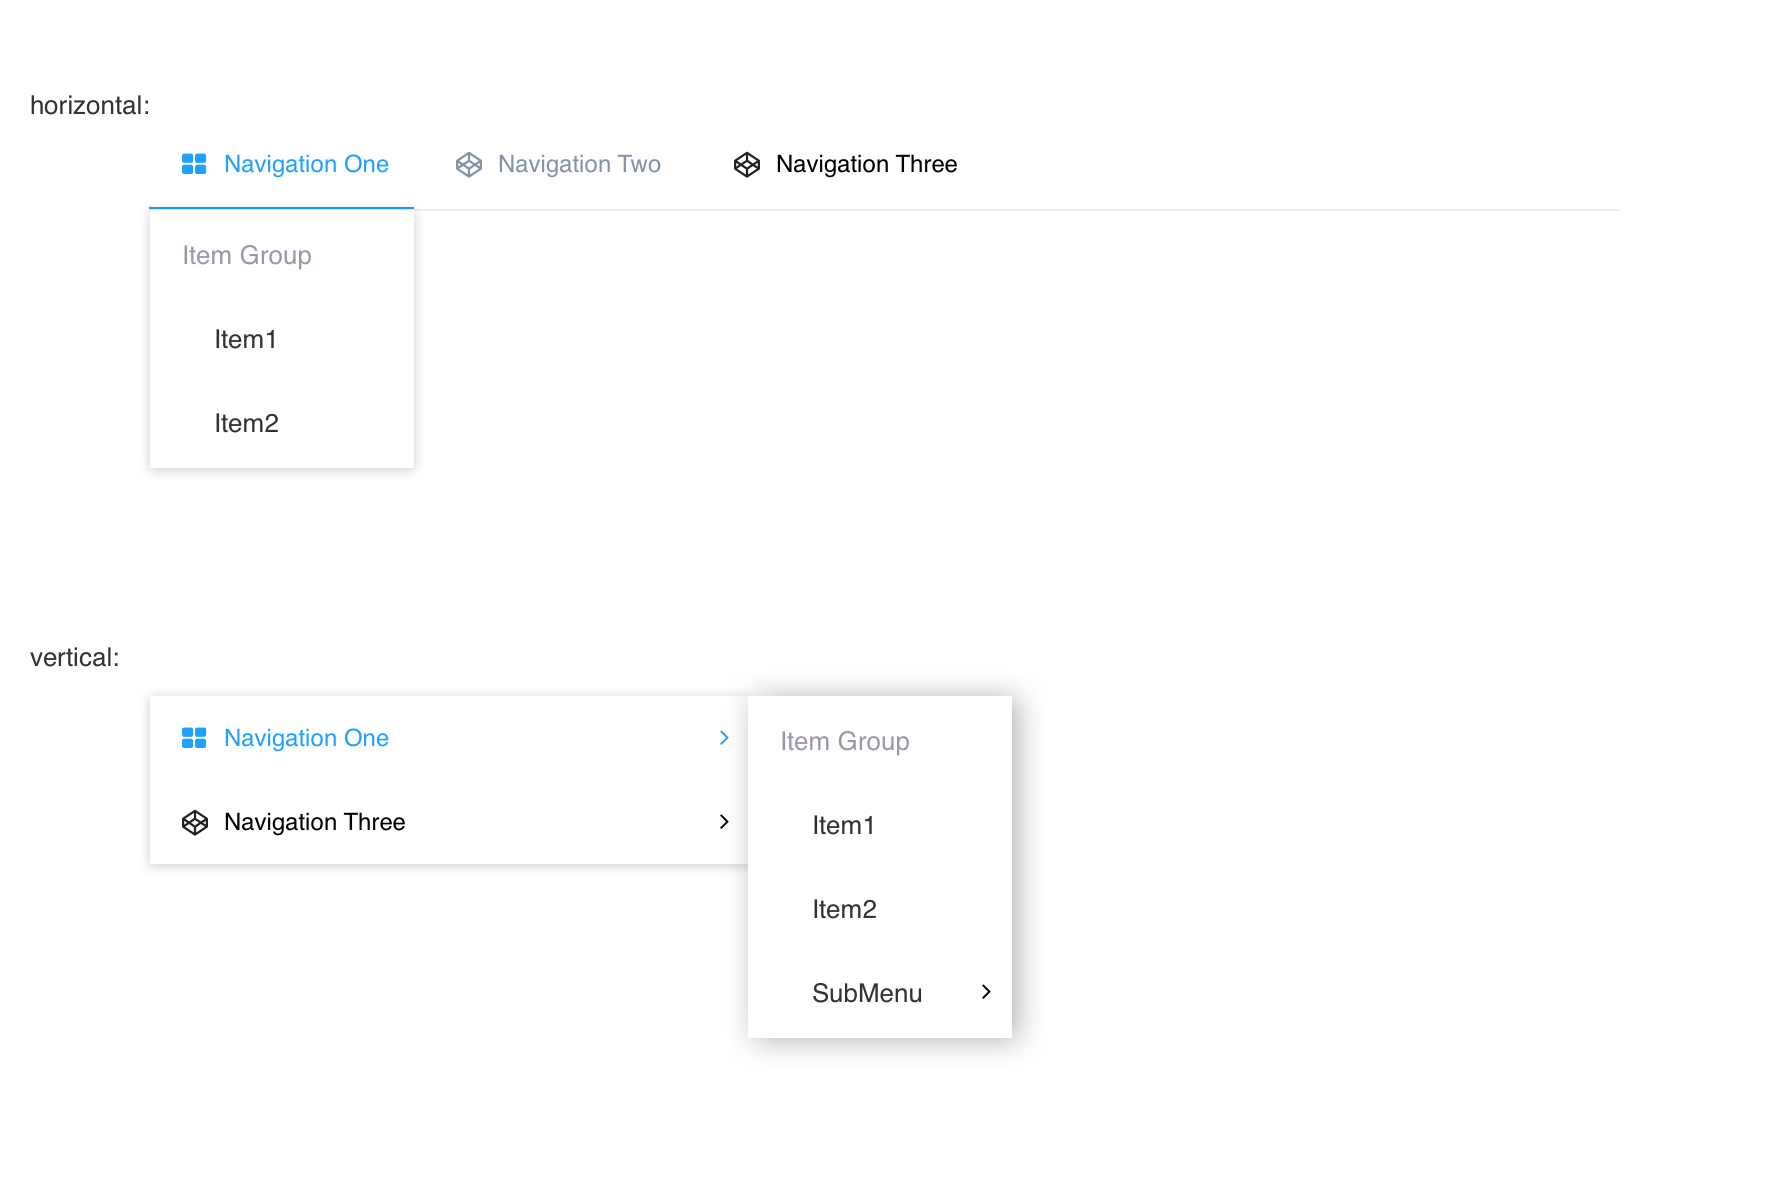 horizontal:
Navigation One
Navigation Two
Navigation Three
Item Group
Item1
Item2
vertical:
Navigation One
Navigation Three
Item Group
Item1
Item2
SubMenu